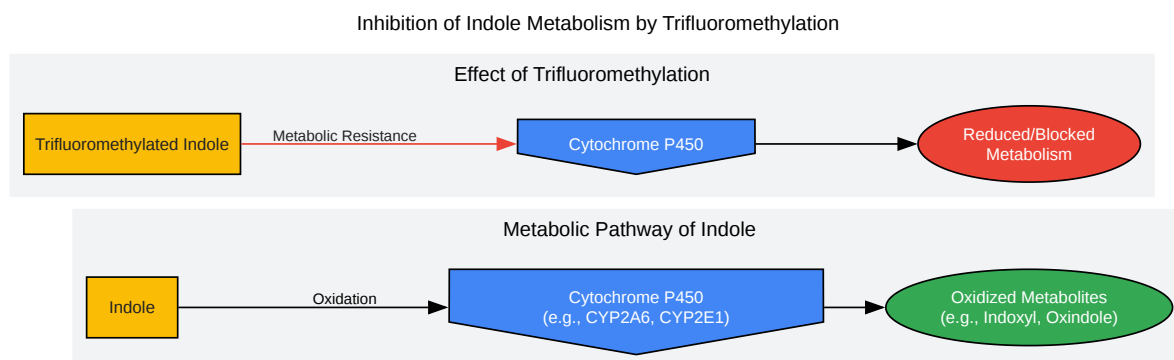 Inhibition of Indole Metabolism by Trifluoromethylation
Effect of Trifluoromethylation
Trifluoromethylated Indole
Metabolic Resistance
Cytochrome P450
Reduced/Blocked
Metabolism
Metabolic Pathway of Indole
Indole
Oxidation
Cytochrome P450
(e.g., CYP2A6, CYP2E1)
Oxidized Metabolites
(e.g., Indoxyl, Oxindole)